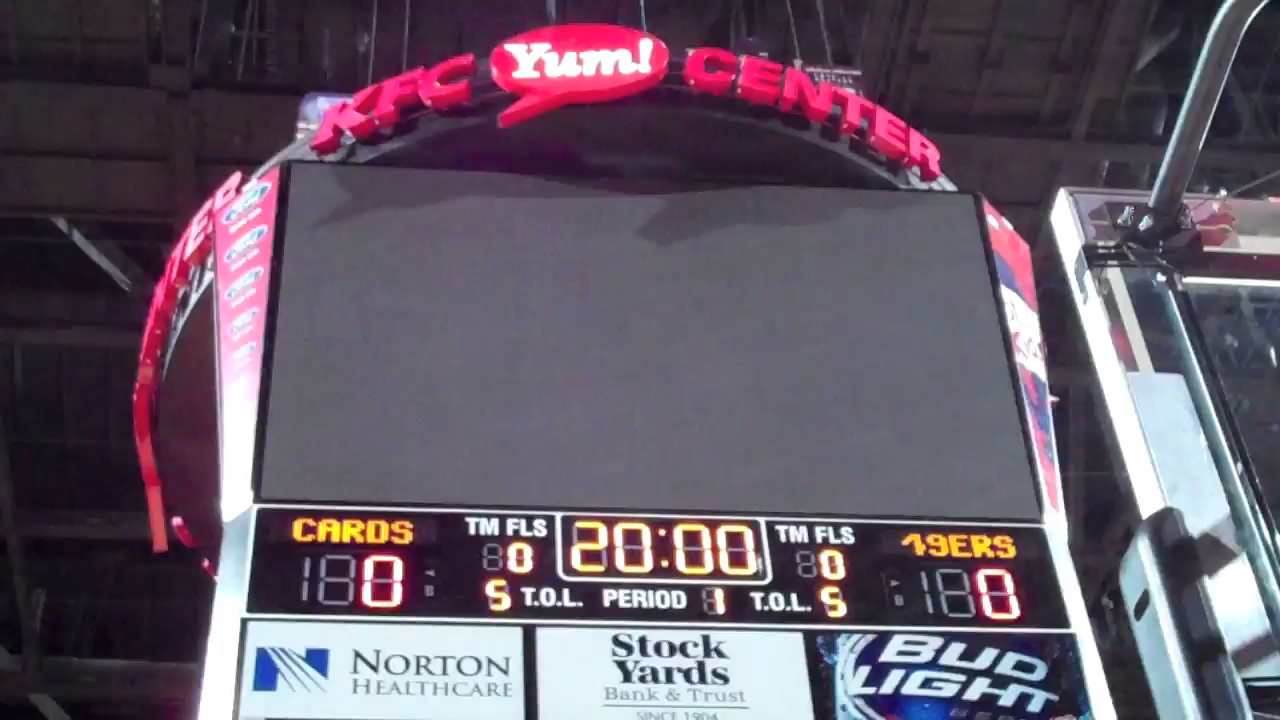 KFC Yum! CENTER
CARDS TM FLS 20:00 TM FLS 49ERS
0 0 0 0
5 T.O.L. PERIOD 1 T.O.L. 5
NORTON HEALTHCARE
Stock Yards
Bank & Trust
SINCE 1904
BUD LIGHT